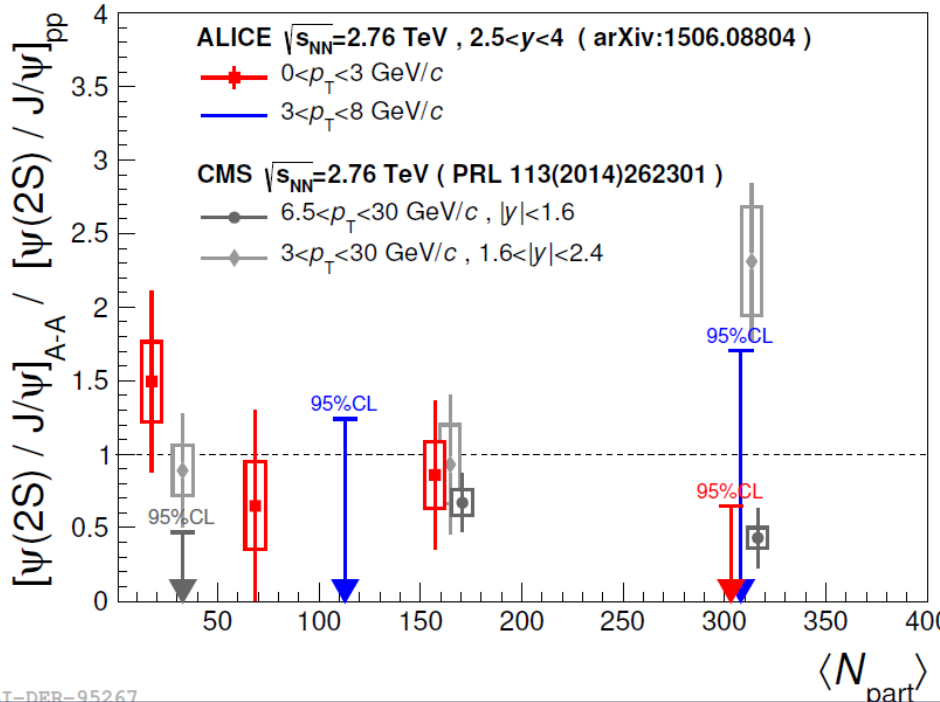 [ψ(2S) / J/ψ]A-A / [ψ(2S) / J/ψ]pp
4
3.5
3
2.5
2
1.5
1
0.5
0
ALICE √sNN=2.76 TeV , 2.5<y<4 ( arXiv:1506.08804 )
0<pT<3 GeV/c
3<pT<8 GeV/c
CMS √sNN=2.76 TeV ( PRL 113(2014)262301 )
6.5<pT<30 GeV/c , |y|<1.6
3<pT<30 GeV/c , 1.6<|y|<2.4
95%CL
95%CL
95%CL
95%CL
50 100 150 200 250 300 350 400
⟨Npart⟩
DER-95267